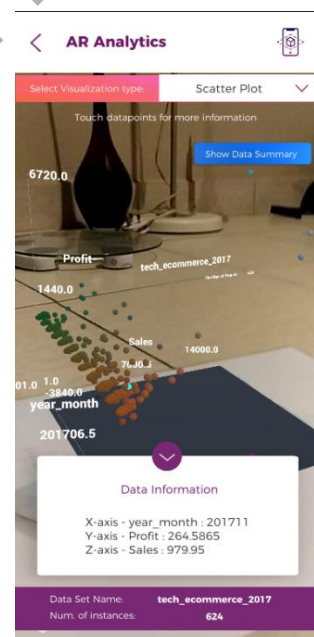 AR Analytics
Select Visualization type:
Scatter Plot
Touch datapoints for more information
Show Data Summary
6720.0
Profit
tech_ecommerce_2017
1440.0
Sales
14000.0
01.0 1.0
-3840.0
year_month
201706.5
Data Information
X-axis - year_month : 201711
Y-axis - Profit : 264.5865
Z-axis - Sales : 979.95
Data Set Name: tech_ecommerce_2017
Num. of instances: 624